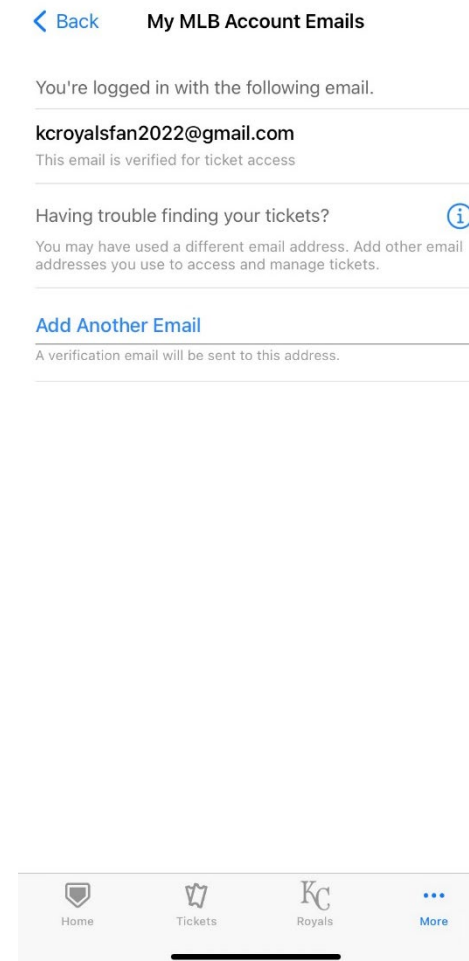 Back My MLB Account Emails
You're logged in with the following email.
kcroyalsfan2022@gmail.com
This email is verified for ticket access
Having trouble finding your tickets?
You may have used a different email address. Add other email
addresses you use to access and manage tickets.
Add Another Email
A verification email will be sent to this address.
KC
Home Tickets Royals More